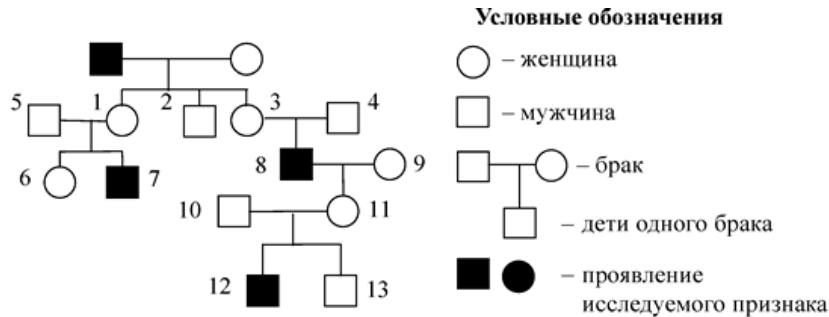 Условные обозначения
– женщина
– мужчина
– брак
– дети одного брака
– проявление
исследуемого признака
5 1 2 3 4
6 7 8 9
10 11
12 13